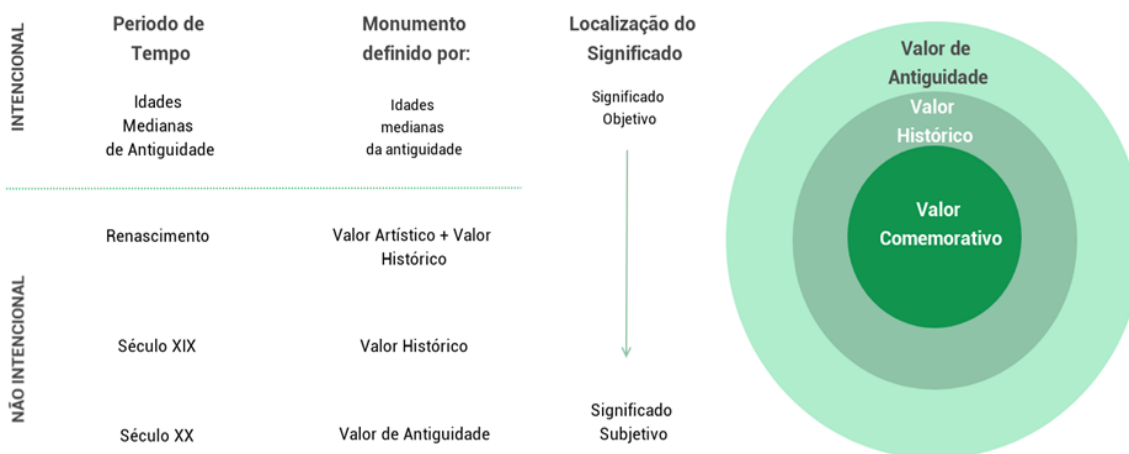 INTENCIONAL
Periodo de
Tempo
Monumento
definido por:
Localização do
Significado
Idades
Medianas
de Antiguidade
Idades
medianas
da antiguidade
Significado
Objetivo
NÃO INTENCIONAL
Renascimento
Valor Artístico + Valor
Histórico
Século XIX
Valor Histórico
Século XX
Valor de Antiguidade
Significado
Subjetivo
Valor de
Antiguidade
Valor
Histórico
Valor
Comemorativo